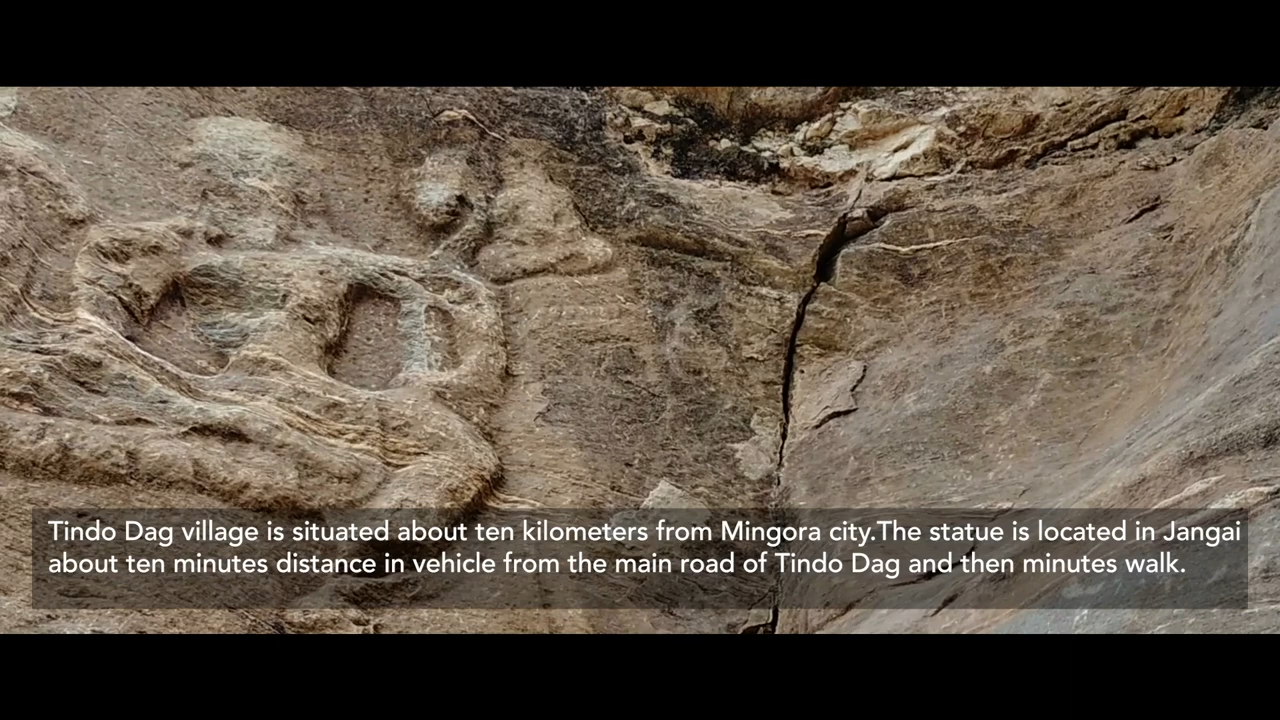 Tindo Dag village is situated about ten kilometers from Mingora city.The statue is located in Jangai
about ten minutes distance in vehicle from the main road of Tindo Dag and then minutes walk.